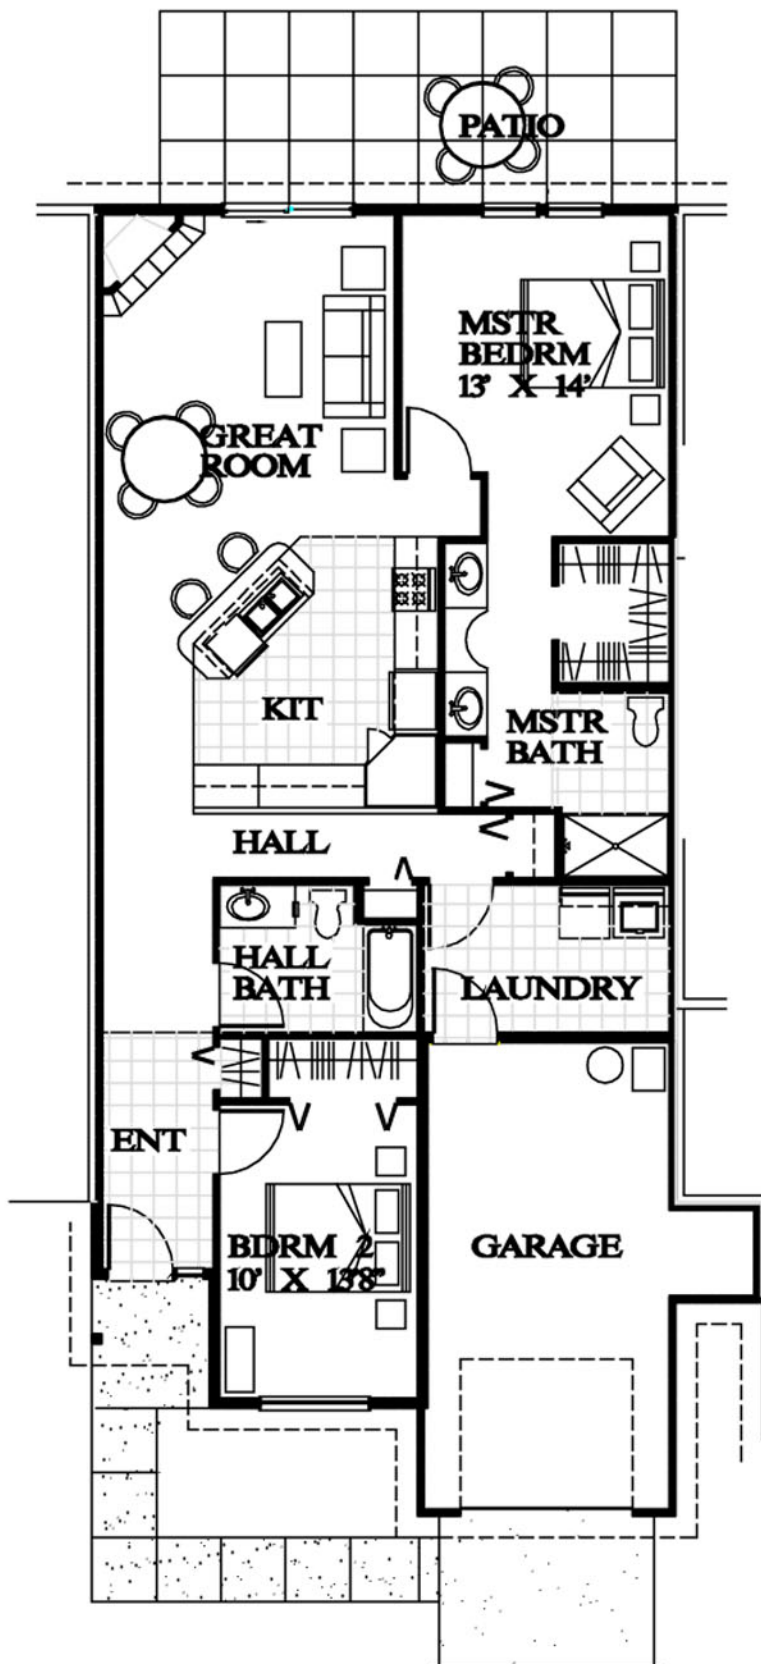 PATIO
MSTR
BEDRM
13' X 14'
GREAT
ROOM
KIT
MSTR
BATH
HALL
HALL
BATH
LAUNDRY
ENT
BDRM 2
10' X 13'8"
GARAGE